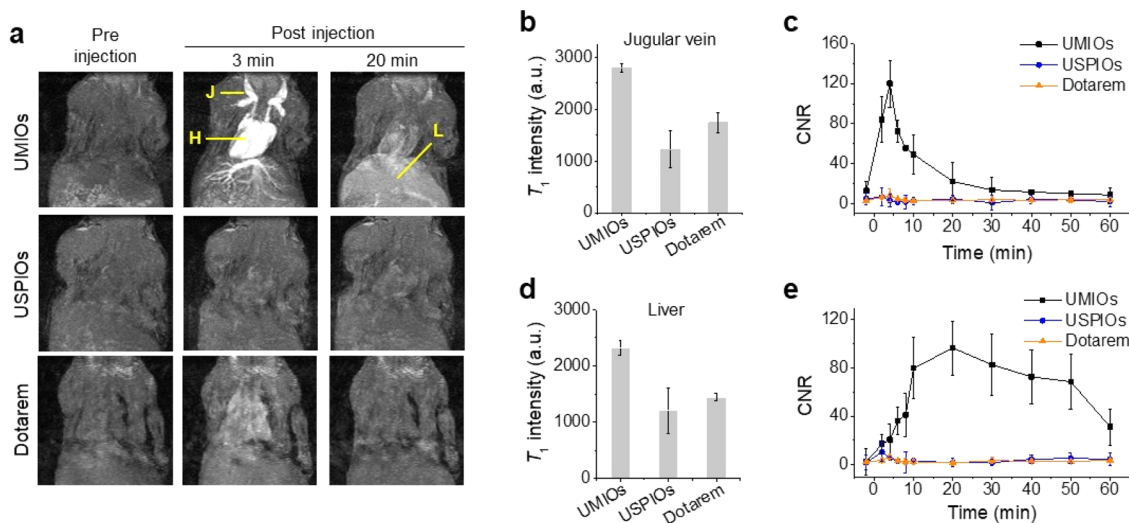 a
Pre
injection
Post injection
3 min
20 min
UMIOs
J
H
L
USPIOs
Dotarem
b
Jugular vein
T1 intensity (a.u.)
3000
2000
1000
0
UMIOs
USPIOs
Dotarem
c
CNR
160
120
80
40
0
UMIOs
USPIOs
Dotarem
0 10 20 30 40 50 60
Time (min)
d
Liver
T1 intensity (a.u.)
3000
2000
1000
0
UMIOs
USPIOs
Dotarem
e
CNR
120
80
40
0
UMIOs
USPIOs
Dotarem
0 10 20 30 40 50 60
Time (min)